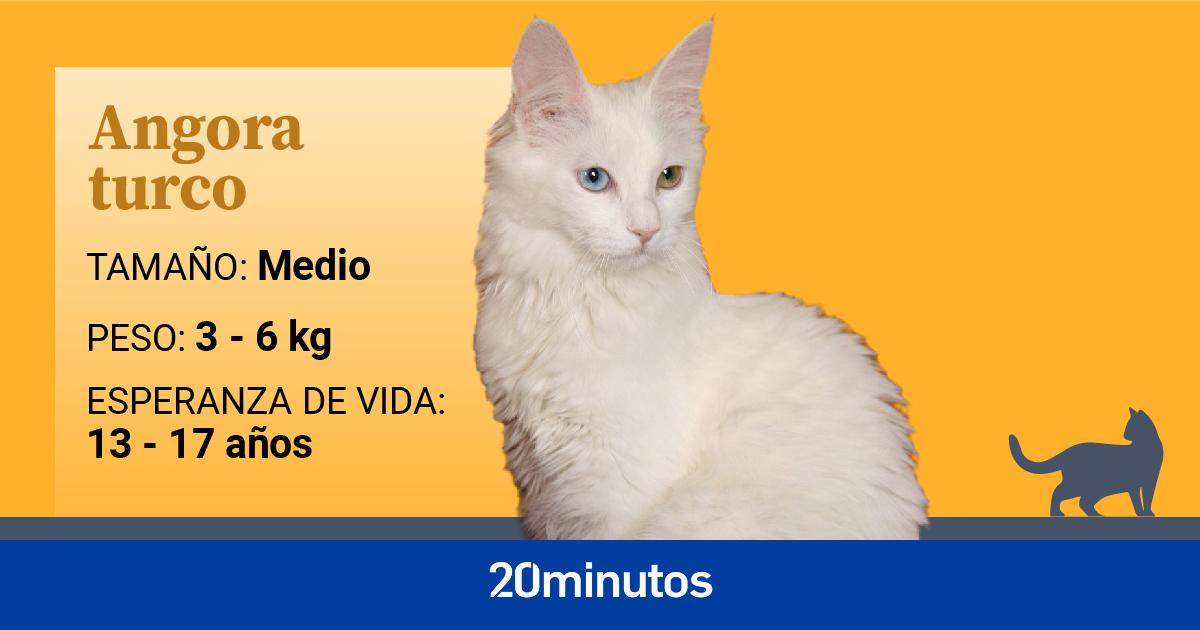 Angora
turco
TAMAÑO: Medio
PESO: 3 - 6 kg
ESPERANZA DE VIDA:
13 - 17 años
20minutos